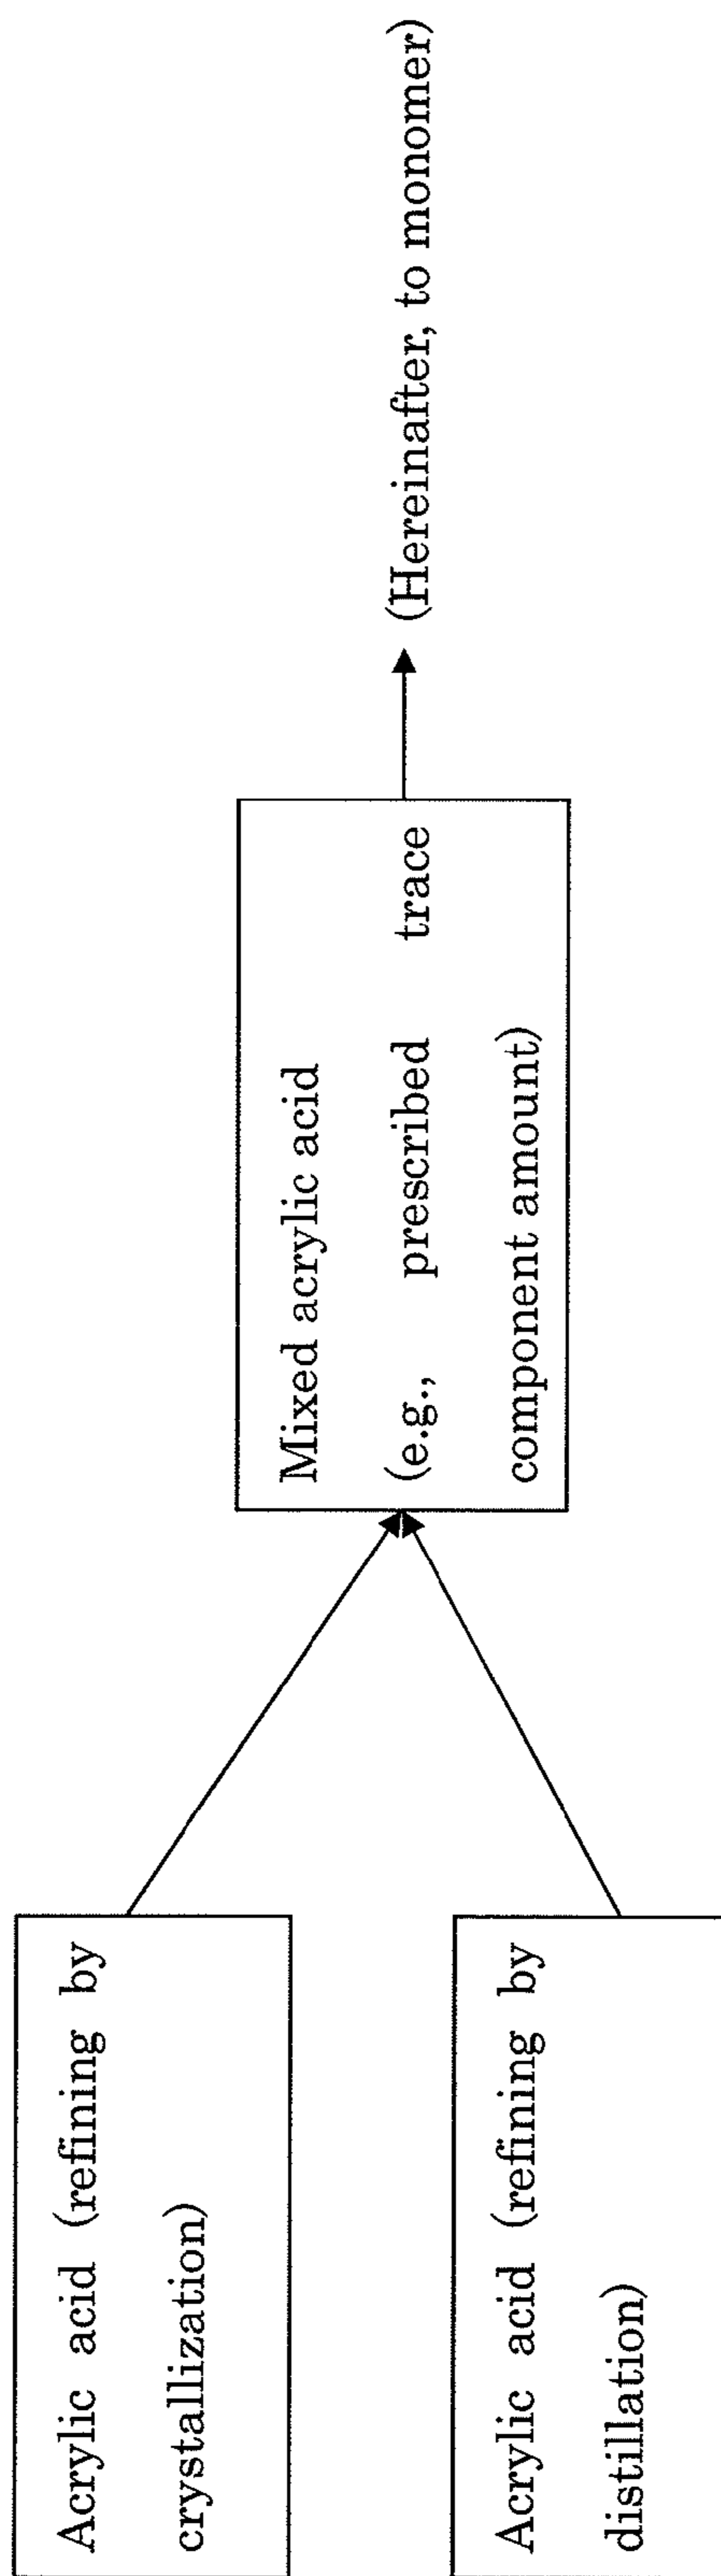 Acrylic acid (refining by
crystallization)
Acrylic acid (refining by
distillation)
Mixed acrylic acid
(e.g., prescribed trace
component amount)
(Hereinafter, to monomer)